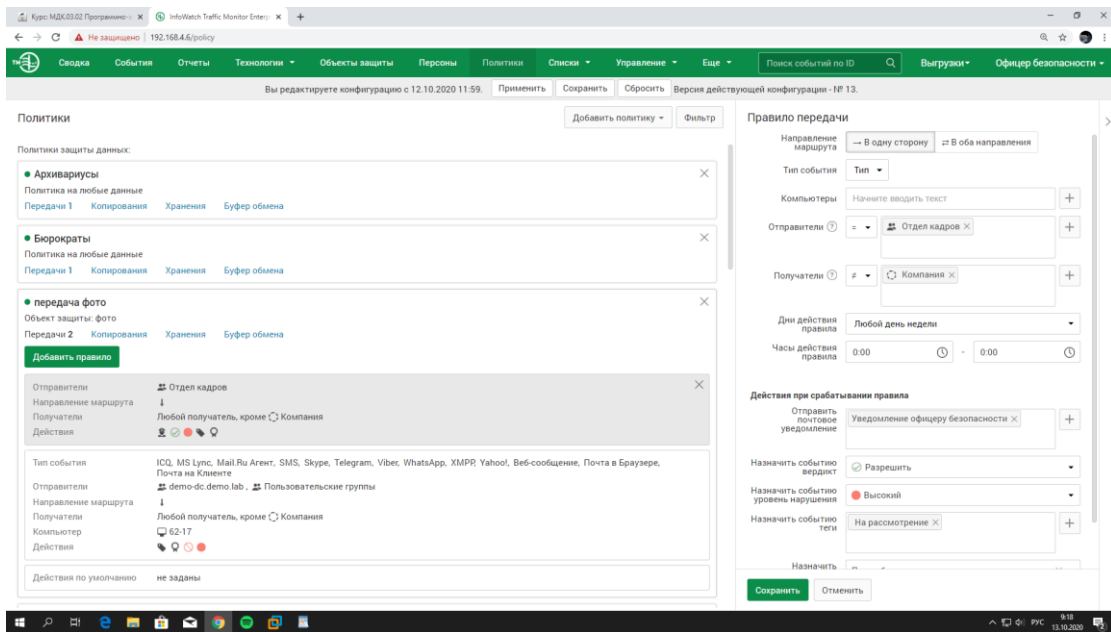 Курс: МДК.03.02 Программно-
InfoWatch Traffic Monitor Enterp
Не защищено 192.168.4.6/policy
Сводка События Отчеты Технологии Объекты защиты Персоны Политики Списки Управление Еще Поиск событий по ID Выгрузки Офицер безопасности
Вы редактируете конфигурацию с 12.10.2020 11:59. Применить Сохранить Сбросить Версия действующей конфигурации - № 13.
Политики Добавить политику Фильтр
Политики защиты данных:
Архивариусы
Политика на любые данные
Передачи 1 Копирования Хранения Буфер обмена
Бюрократы
Политика на любые данные
Передачи 1 Копирования Хранения Буфер обмена
передача фото
Объект защиты: фото
Передачи 2 Копирования Хранения Буфер обмена
Добавить правило
Отправители Отдел кадров
Направление маршрута ↓
Получатели Любой получатель, кроме Компания
Действия
Тип события ICQ, MS Lync, Mail.Ru Агент, SMS, Skype, Telegram, Viber, WhatsApp, XMPP, Yahoo!, Веб-сообщение, Почта в Браузере,
Почта на Клиенте
Отправители demo-dc.demo.lab , Пользовательские группы
Направление маршрута ↓
Получатели Любой получатель, кроме Компания
Компьютер 62-17
Действия
Действия по умолчанию не заданы
Правило передачи
Направление
маршрута → В одну сторону ⇄ В оба направления
Тип события Тип
Компьютеры Начните вводить текст +
Отправители ? = Отдел кадров × +
Получатели ? ≠ Компания × +
Дни действия
правила Любой день недели
Часы действия
правила 0:00 - 0:00
Действия при срабатывании правила
Отправить
почтовое
уведомление Уведомление офицеру безопасности × +
Назначить событию
вердикт Разрешить
Назначить событию
уровень нарушения Высокий
Назначить событию
теги На рассмотрение × +
Назначить
Сохранить Отменить
РУС 9:18
13.10.2020